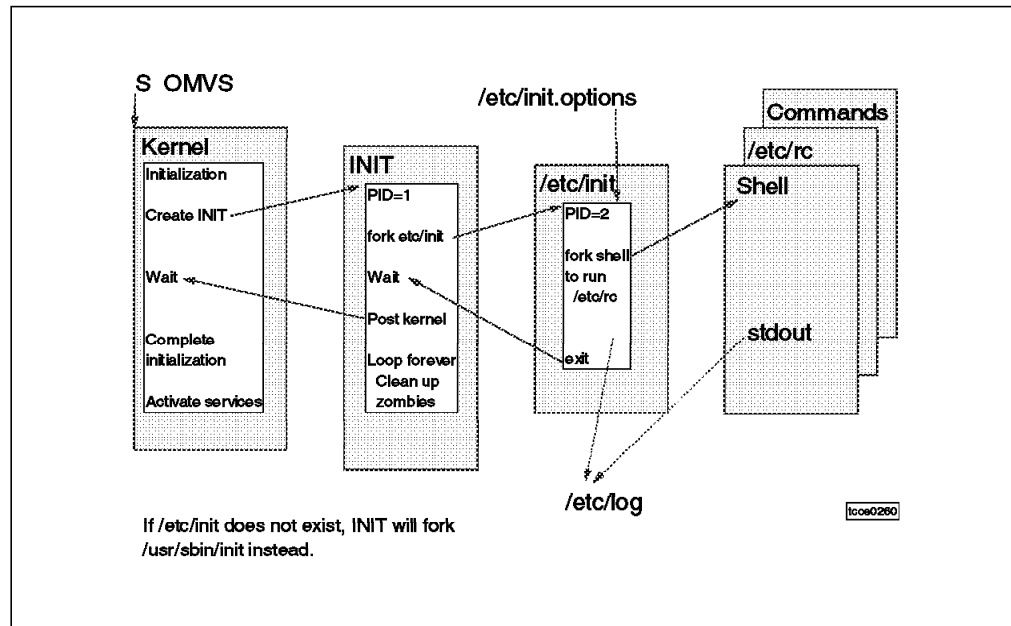 S OMVS
Kernel
Initialization
Create INIT
Wait
Complete
initialization
Activate services
INIT
PID=1
fork etc/init
Wait
Post kernel
Loop forever
Clean up
zombies
/etc/init.options
/etc/init
PID=2
fork shell
to run
/etc/rc
exit
Commands
/etc/rc
Shell
stdout
/etc/log
If /etc/init does not exist, INIT will fork
/usr/sbin/init instead.
tcos0260